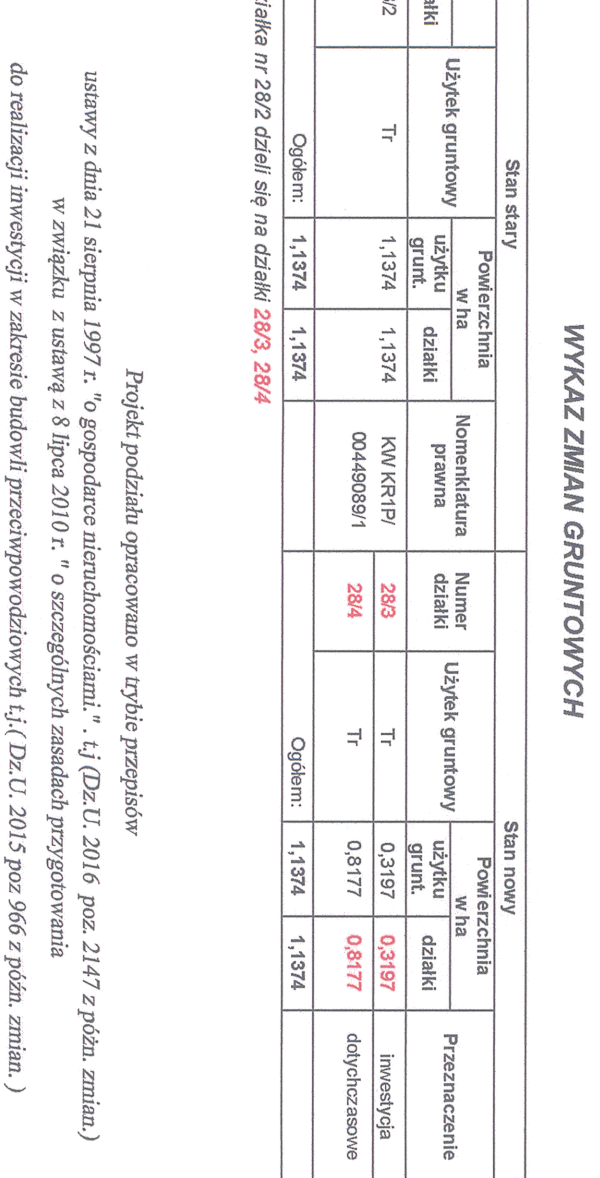 WYKAZ ZMIAN GRUNTOWYCH
Stan stary Stan nowy
Użytek gruntowy Powierzchnia w ha Nomenklatura prawna Numer działki Użytek gruntowy Powierzchnia w ha Przeznaczenie
użytku grunt. działki użytku grunt. działki
Tr 1,1374 1,1374 KW KR1P/ 28/3 Tr 0,3197 0,3197 inwestycja
00449089/1 28/4 Tr 0,8177 0,8177 dotychczasowe
Ogółem: 1,1374 1,1374 Ogółem: 1,1374 1,1374
nr 28/2 dzieli się na działki 28/3, 28/4
Projekt podziału opracowano w trybie przepisów
ustawy z dnia 21 sierpnia 1997 r. "o gospodarce nieruchomościami." . t.j (Dz.U. 2016 poz. 2147 z późn. zmian.)
w związku z ustawą z 8 lipca 2010 r. " o szczególnych zasadach przygotowania
do realizacji inwestycji w zakresie budowli przeciwpowodziowych t.j.( Dz.U. 2015 poz 966 z późn. zmian. )